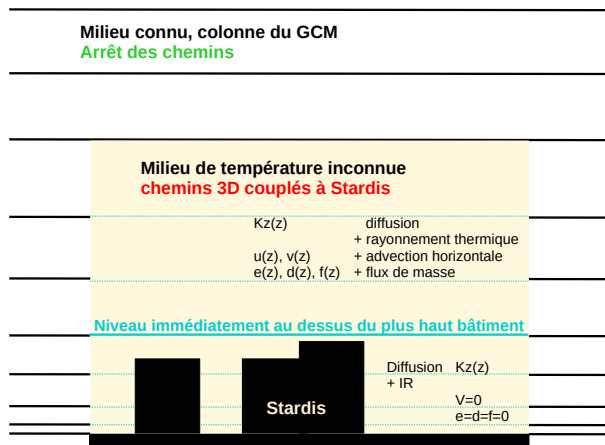 Milieu connu, colonne du GCM
Arrêt des chemins
Milieu de température inconnue
chemins 3D couplés à Stardis
Kz(z) diffusion
+ rayonnement thermique
u(z), v(z) + advection horizontale
e(z), d(z), f(z) + flux de masse
Niveau immédiatement au dessus du plus haut bâtiment
Diffusion Kz(z)
+ IR
V=0
e=d=f=0
Stardis